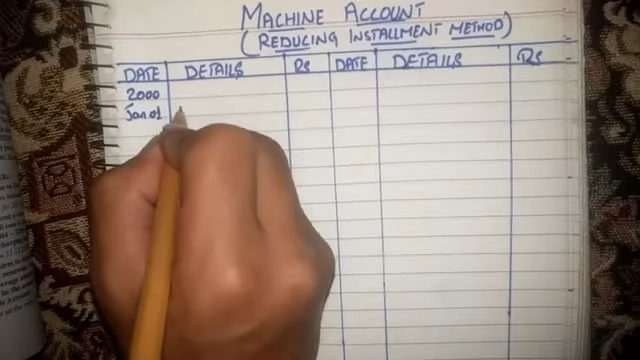 MACHINE ACCOUNT
(REDUCING INSTALLMENT METHOD)
DATE DETAILS Rs DATE DETAILS Rs
2000
Jan 01